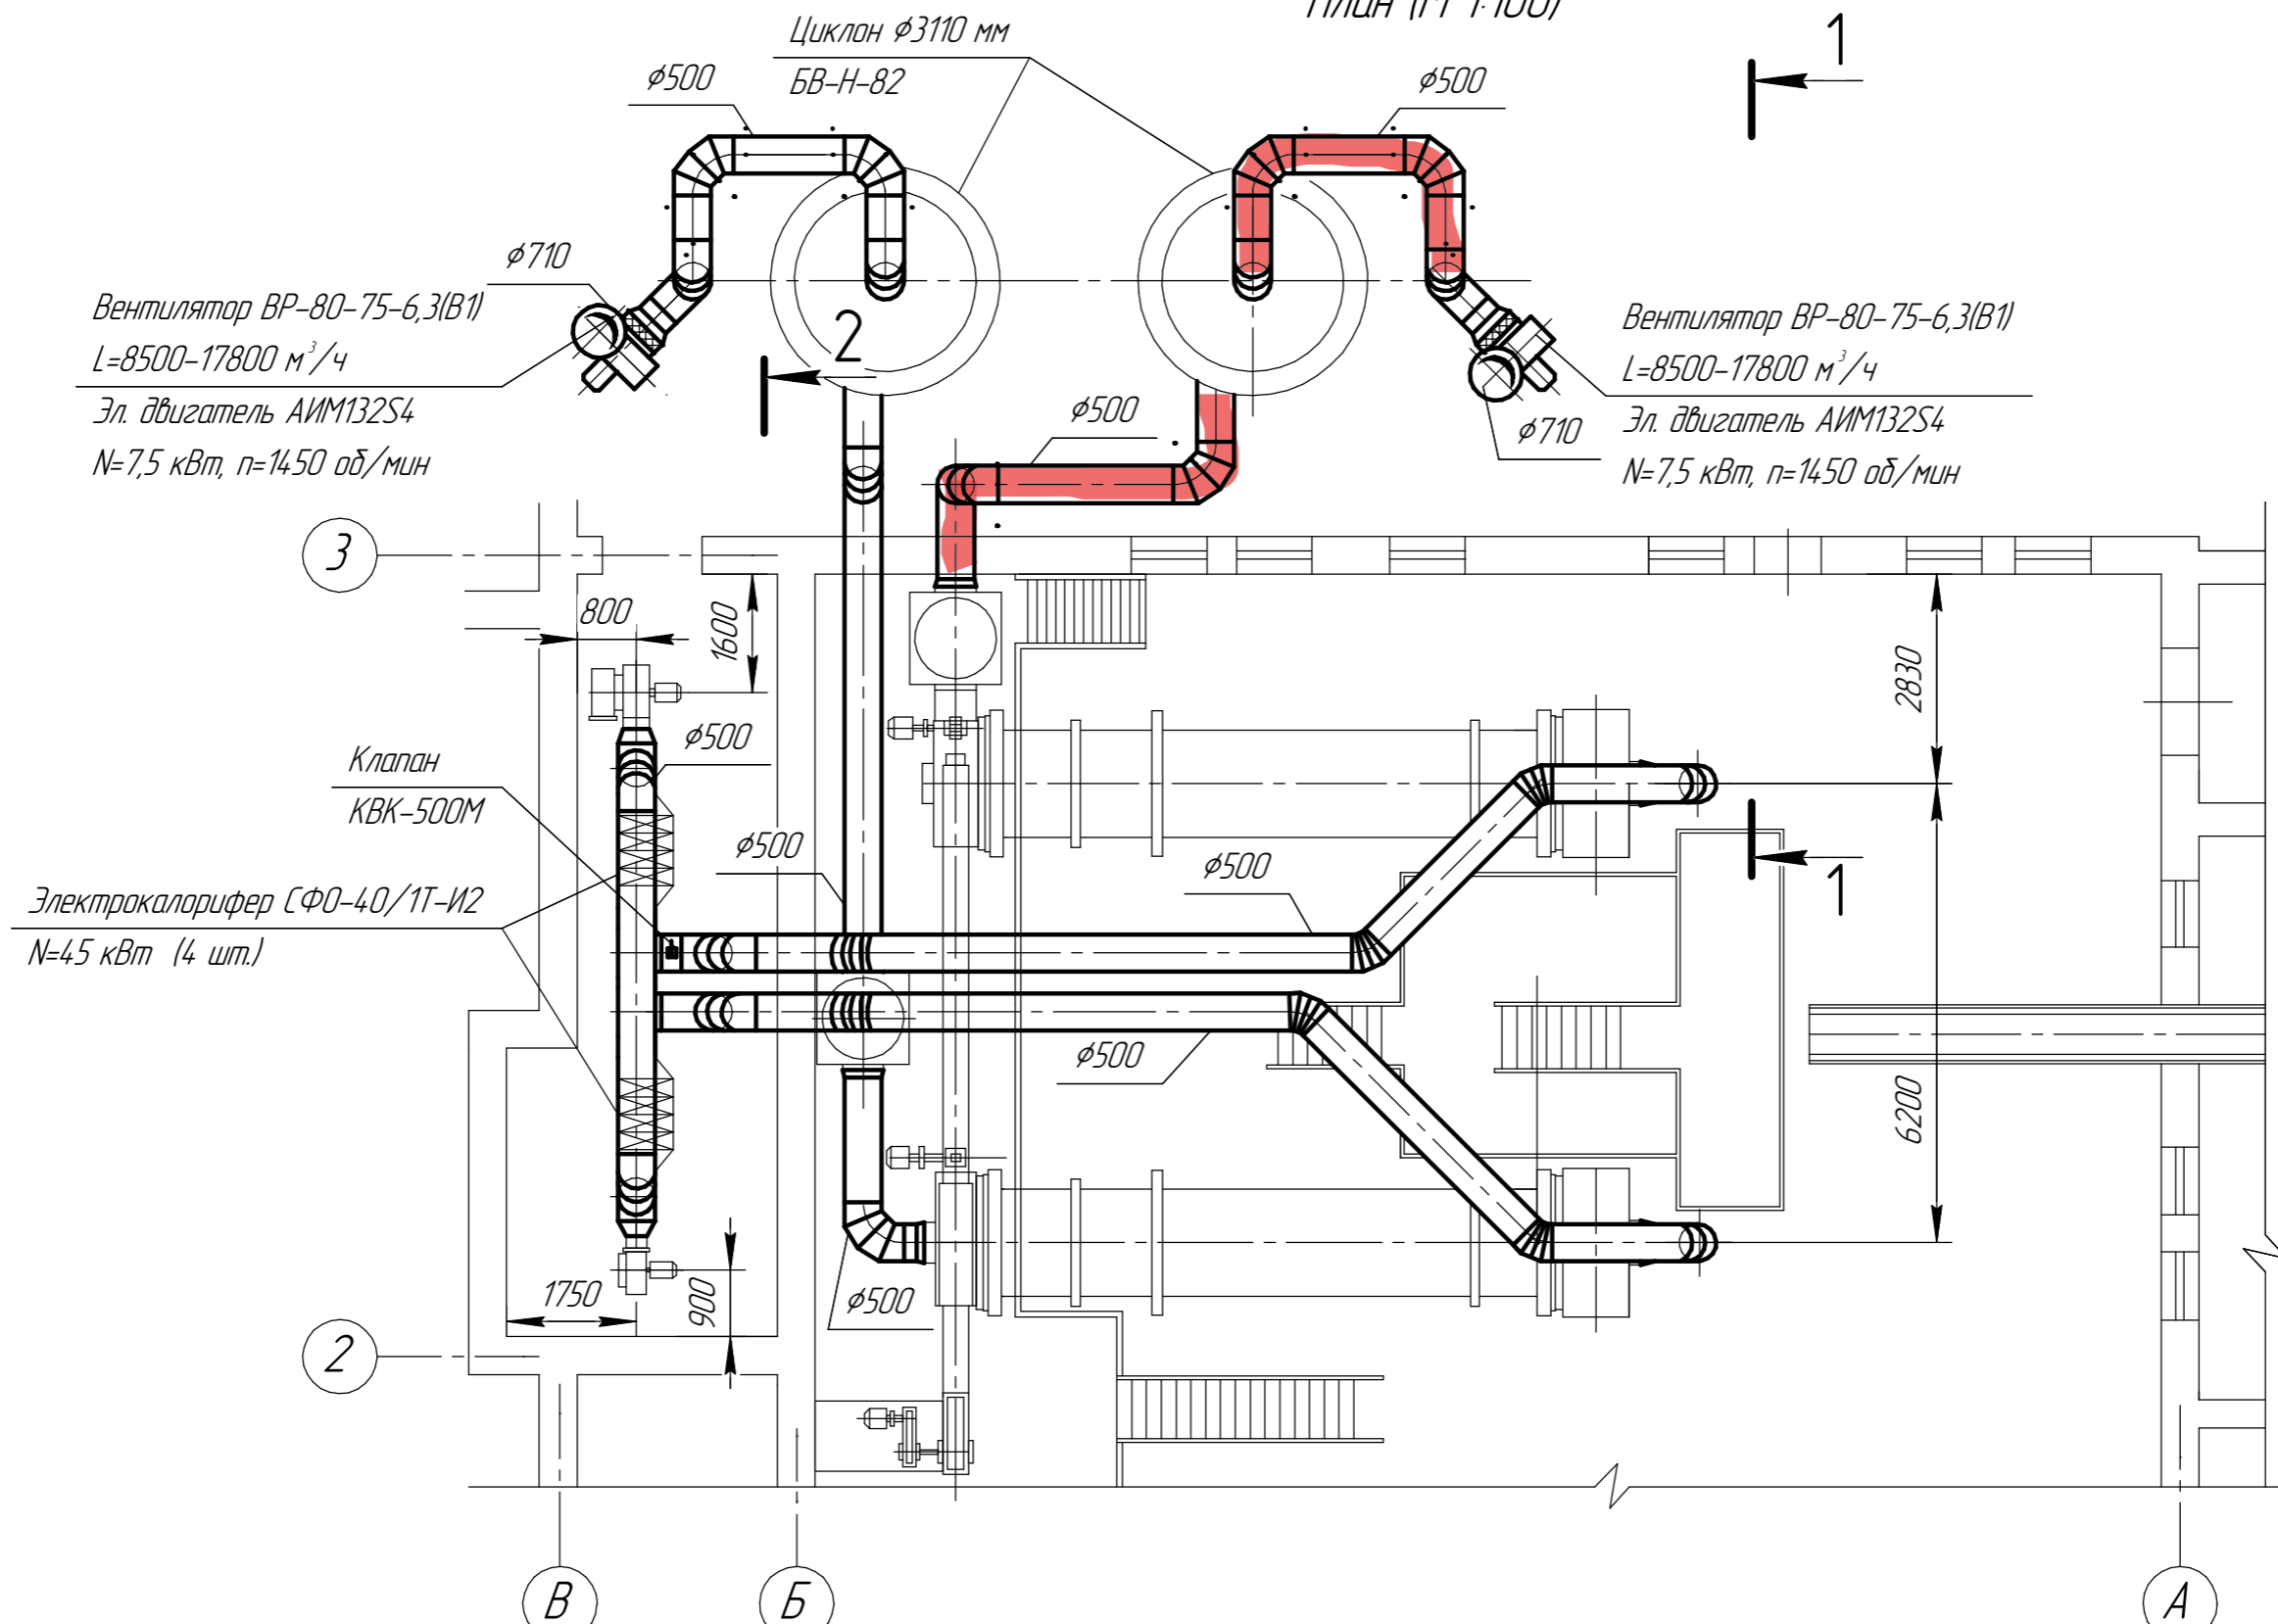 План (М 1:100)
1
Циклон ϕ3110 мм
БВ-Н-82
ϕ500
ϕ500
ϕ710
Вентилятор ВР-80-75-6,3(В1)
L=8500-17800 м³/ч
Эл. двигатель АИМ132S4
N=7,5 кВт, n=1450 об/мин
2
ϕ500
Вентилятор ВР-80-75-6,3(В1)
L=8500-17800 м³/ч
Эл. двигатель АИМ132S4
N=7,5 кВт, n=1450 об/мин
ϕ710
3
800
1600
2830
Клапан
КВК-500М
ϕ500
ϕ500
ϕ500
1
Электрокалорифер СФО-40/1Т-И2
N=45 кВт (4 шт.)
ϕ500
6200
1750
900
ϕ500
2
В
Б
А